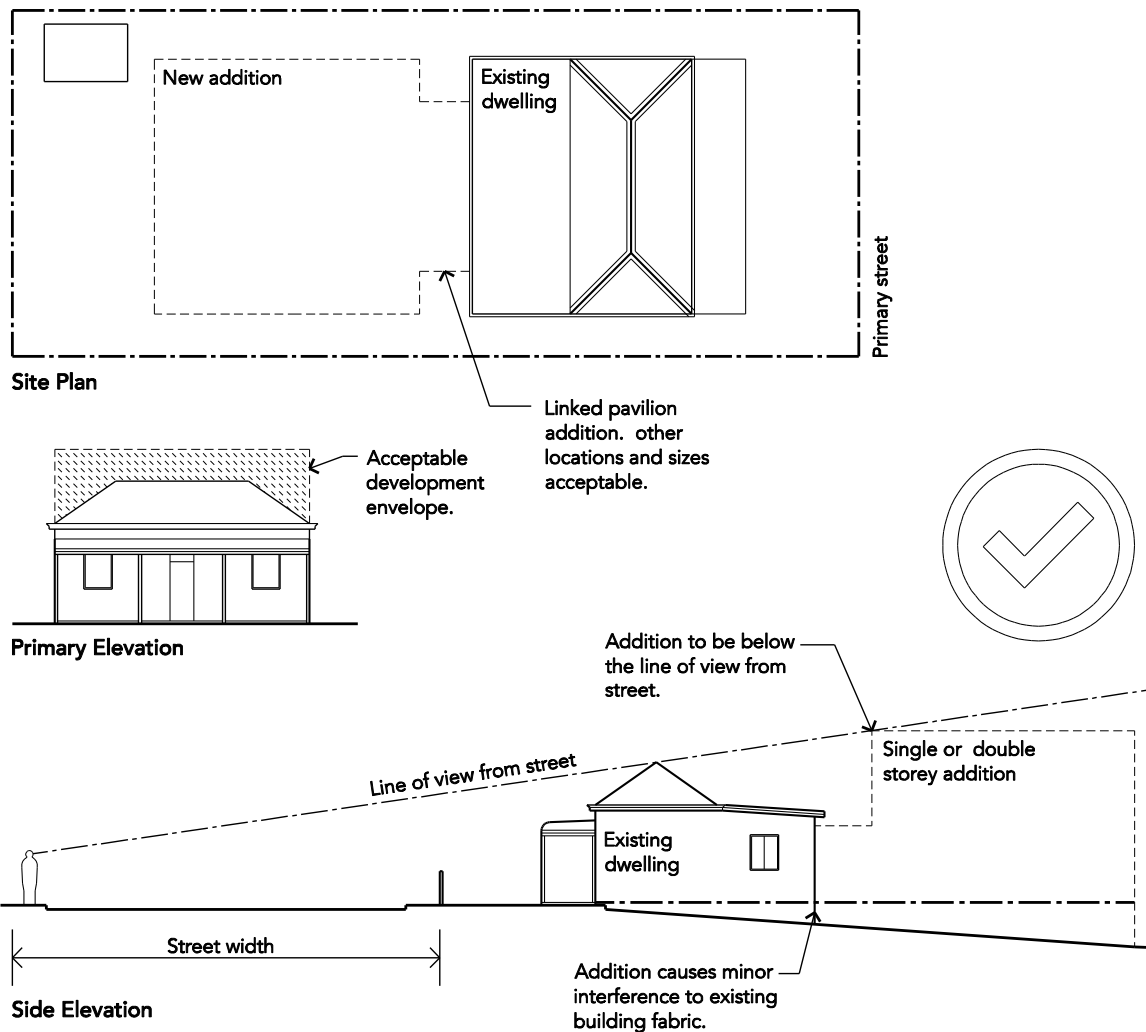 New addition
Existing
dwelling
Primary street
Site Plan
Linked pavilion
addition.  other
locations and sizes
acceptable.
Acceptable
development
envelope.
Primary Elevation
Addition to be below
the line of view from
street.
Line of view from street
Single or  double
storey addition
Existing
dwelling
Street width
Addition causes minor
interference to existing
building fabric.
Side Elevation